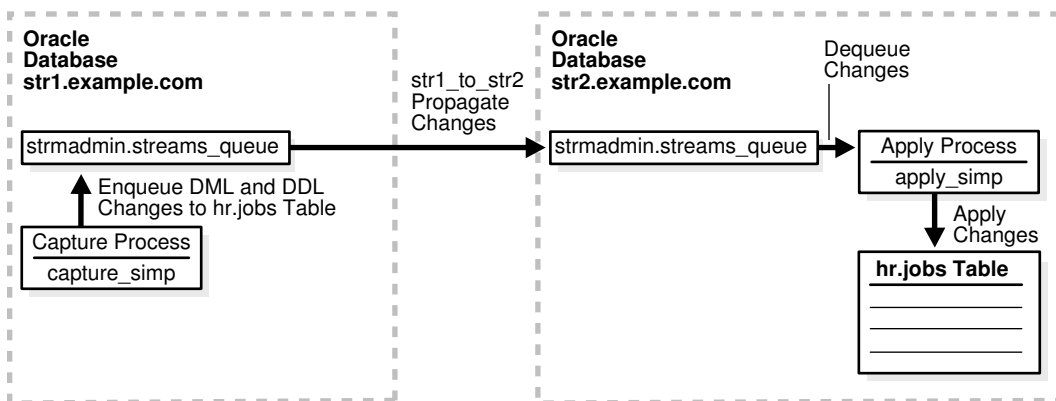 Oracle
Database
str1.example.com
strmadmin.streams_queue
Enqueue DML and DDL
Changes to hr.jobs Table
Capture Process
capture_simp
str1_to_str2
Propagate
Changes
Oracle
Database
str2.example.com
strmadmin.streams_queue
Dequeue
Changes
Apply Process
apply_simp
Apply
Changes
hr.jobs Table